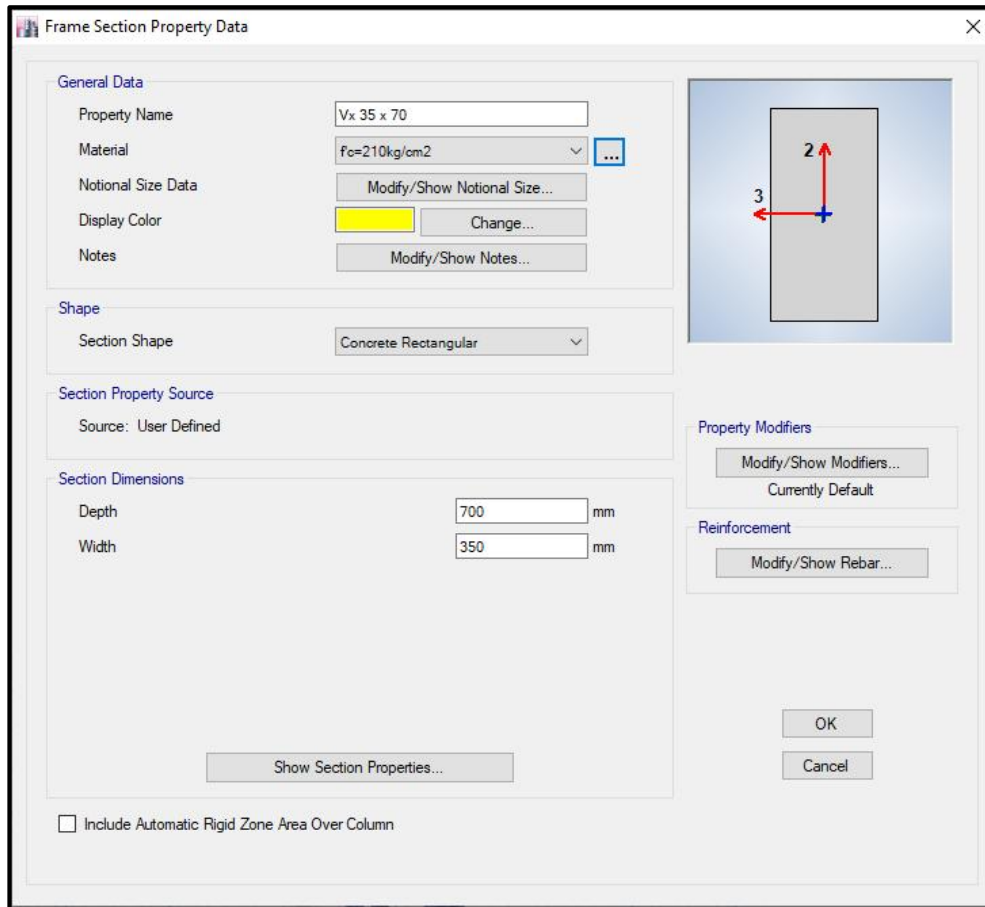 Frame Section Property Data
General Data
Property Name Vx 35 x 70
Material f'c=210kg/cm2 ...
Notional Size Data Modify/Show Notional Size...
Display Color Change...
Notes Modify/Show Notes...
2
3
Shape
Section Shape Concrete Rectangular
Section Property Source
Source: User Defined
Property Modifiers
Modify/Show Modifiers...
Currently Default
Section Dimensions
Depth 700 mm
Width 350 mm
Reinforcement
Modify/Show Rebar...
OK
Show Section Properties...
Cancel
Include Automatic Rigid Zone Area Over Column